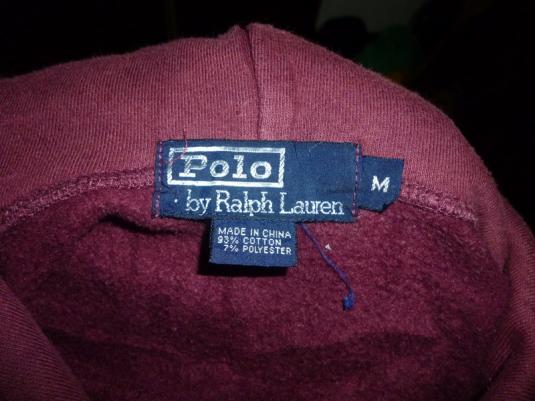 Polo
by Ralph Lauren
M
MADE IN CHINA
93% COTTON
7% POLYESTER